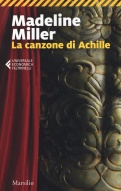 Madeline
Miller
La canzone di Achille
UNIVERSALE
ECONOMICA
FELTRINELLI
Marsilio